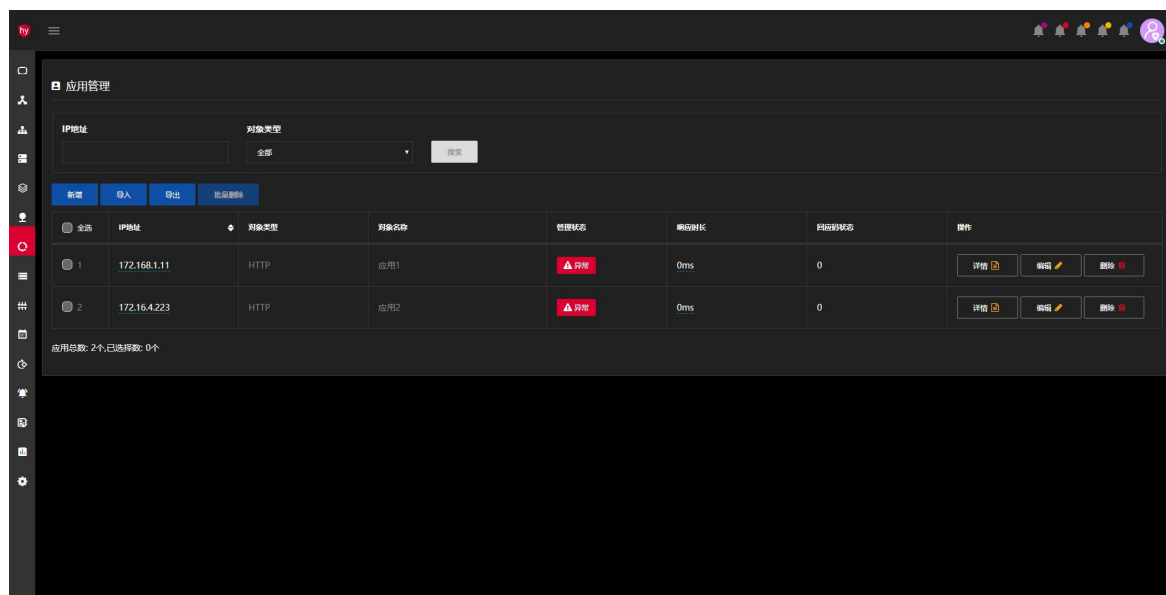 hy
应用管理
IP地址 对象类型
全部 搜索
新增 导入 导出 批量删除
全选 IP地址 对象类型 对象名称 管理状态 响应时长 回应码状态 操作
1 172.168.1.11 HTTP 应用1 异常 0ms 0 详情 编辑 删除
2 172.16.4.223 HTTP 应用2 异常 0ms 0 详情 编辑 删除
应用总数: 2个,已选择数: 0个